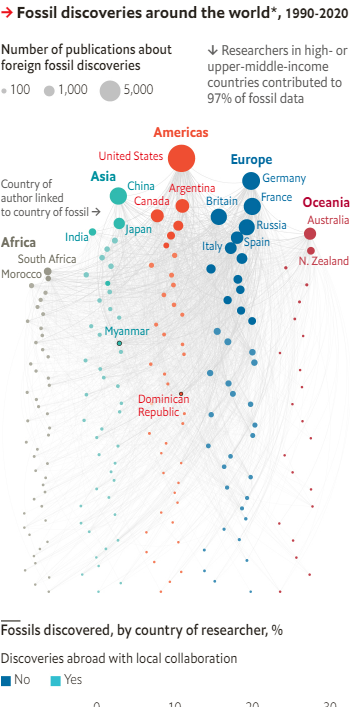 → Fossil discoveries around the world*, 1990-2020
Number of publications about
foreign fossil discoveries
100 1,000 5,000
↓ Researchers in high- or
upper-middle-income
countries contributed to
97% of fossil data
Americas
United States
Europe
Asia
Germany
Country of
author linked
to country of fossil →
China
Argentina
France
Canada
Britain
Oceania
Australia
Japan
Russia
India
Spain
Italy
Africa
South Africa
N. Zealand
Morocco
Myanmar
Dominican
Republic
Fossils discovered, by country of researcher, %
Discoveries abroad with local collaboration
No Yes
0 10 20 30